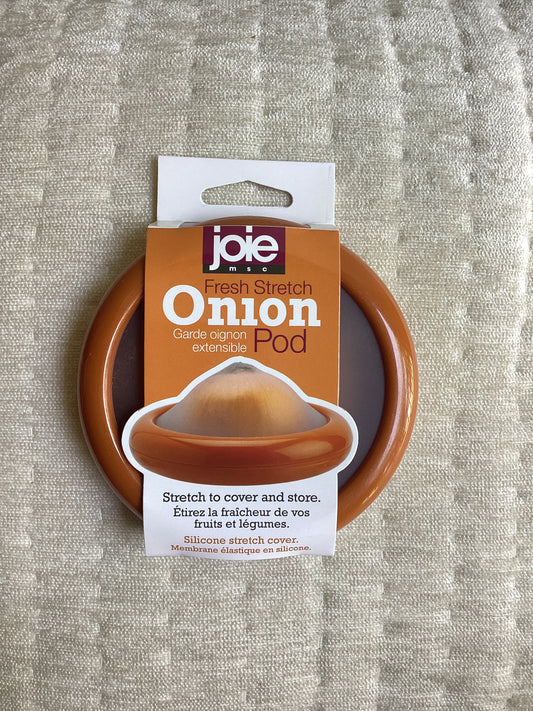 joie
msc
Fresh Stretch
Onion
Garde oignon
extensible
Pod
Stretch to cover and store.
Étirez la fraîcheur de vos
fruits et légumes.
Silicone stretch cover.
Membrane élastique en silicone.